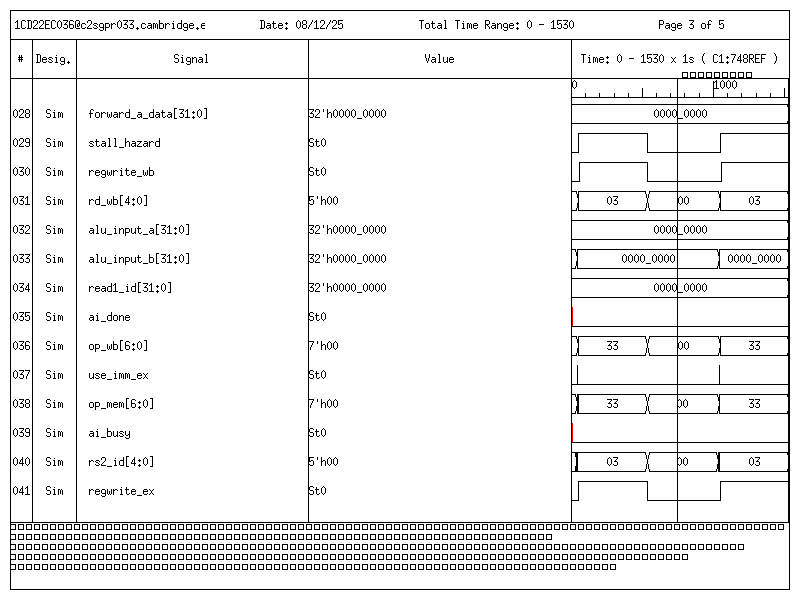 1CD22EC036@c2sgpr033.cambridge.e Date: 08/12/25 Total Time Range: 0 - 1530 Page 3 of 5
# Desig. Signal Value Time: 0 - 1530 x 1s ( C1:748REF )
0 1000
028 Sim forward_a_data[31:0] 32'h0000_0000 0000_0000
029 Sim stall_hazard St0
030 Sim regwrite_wb St0
031 Sim rd_wb[4:0] 5'h00 03 00 03
032 Sim alu_input_a[31:0] 32'h0000_0000 0000_0000
033 Sim alu_input_b[31:0] 32'h0000_0000 0000_0000 0000_0000
034 Sim read1_id[31:0] 32'h0000_0000 0000_0000
035 Sim ai_done St0
036 Sim op_wb[6:0] 7'h00 33 00 33
037 Sim use_imm_ex St0
038 Sim op_mem[6:0] 7'h00 33 00 33
039 Sim ai_busy St0
040 Sim rs2_id[4:0] 5'h00 03 00 03
041 Sim regwrite_ex St0